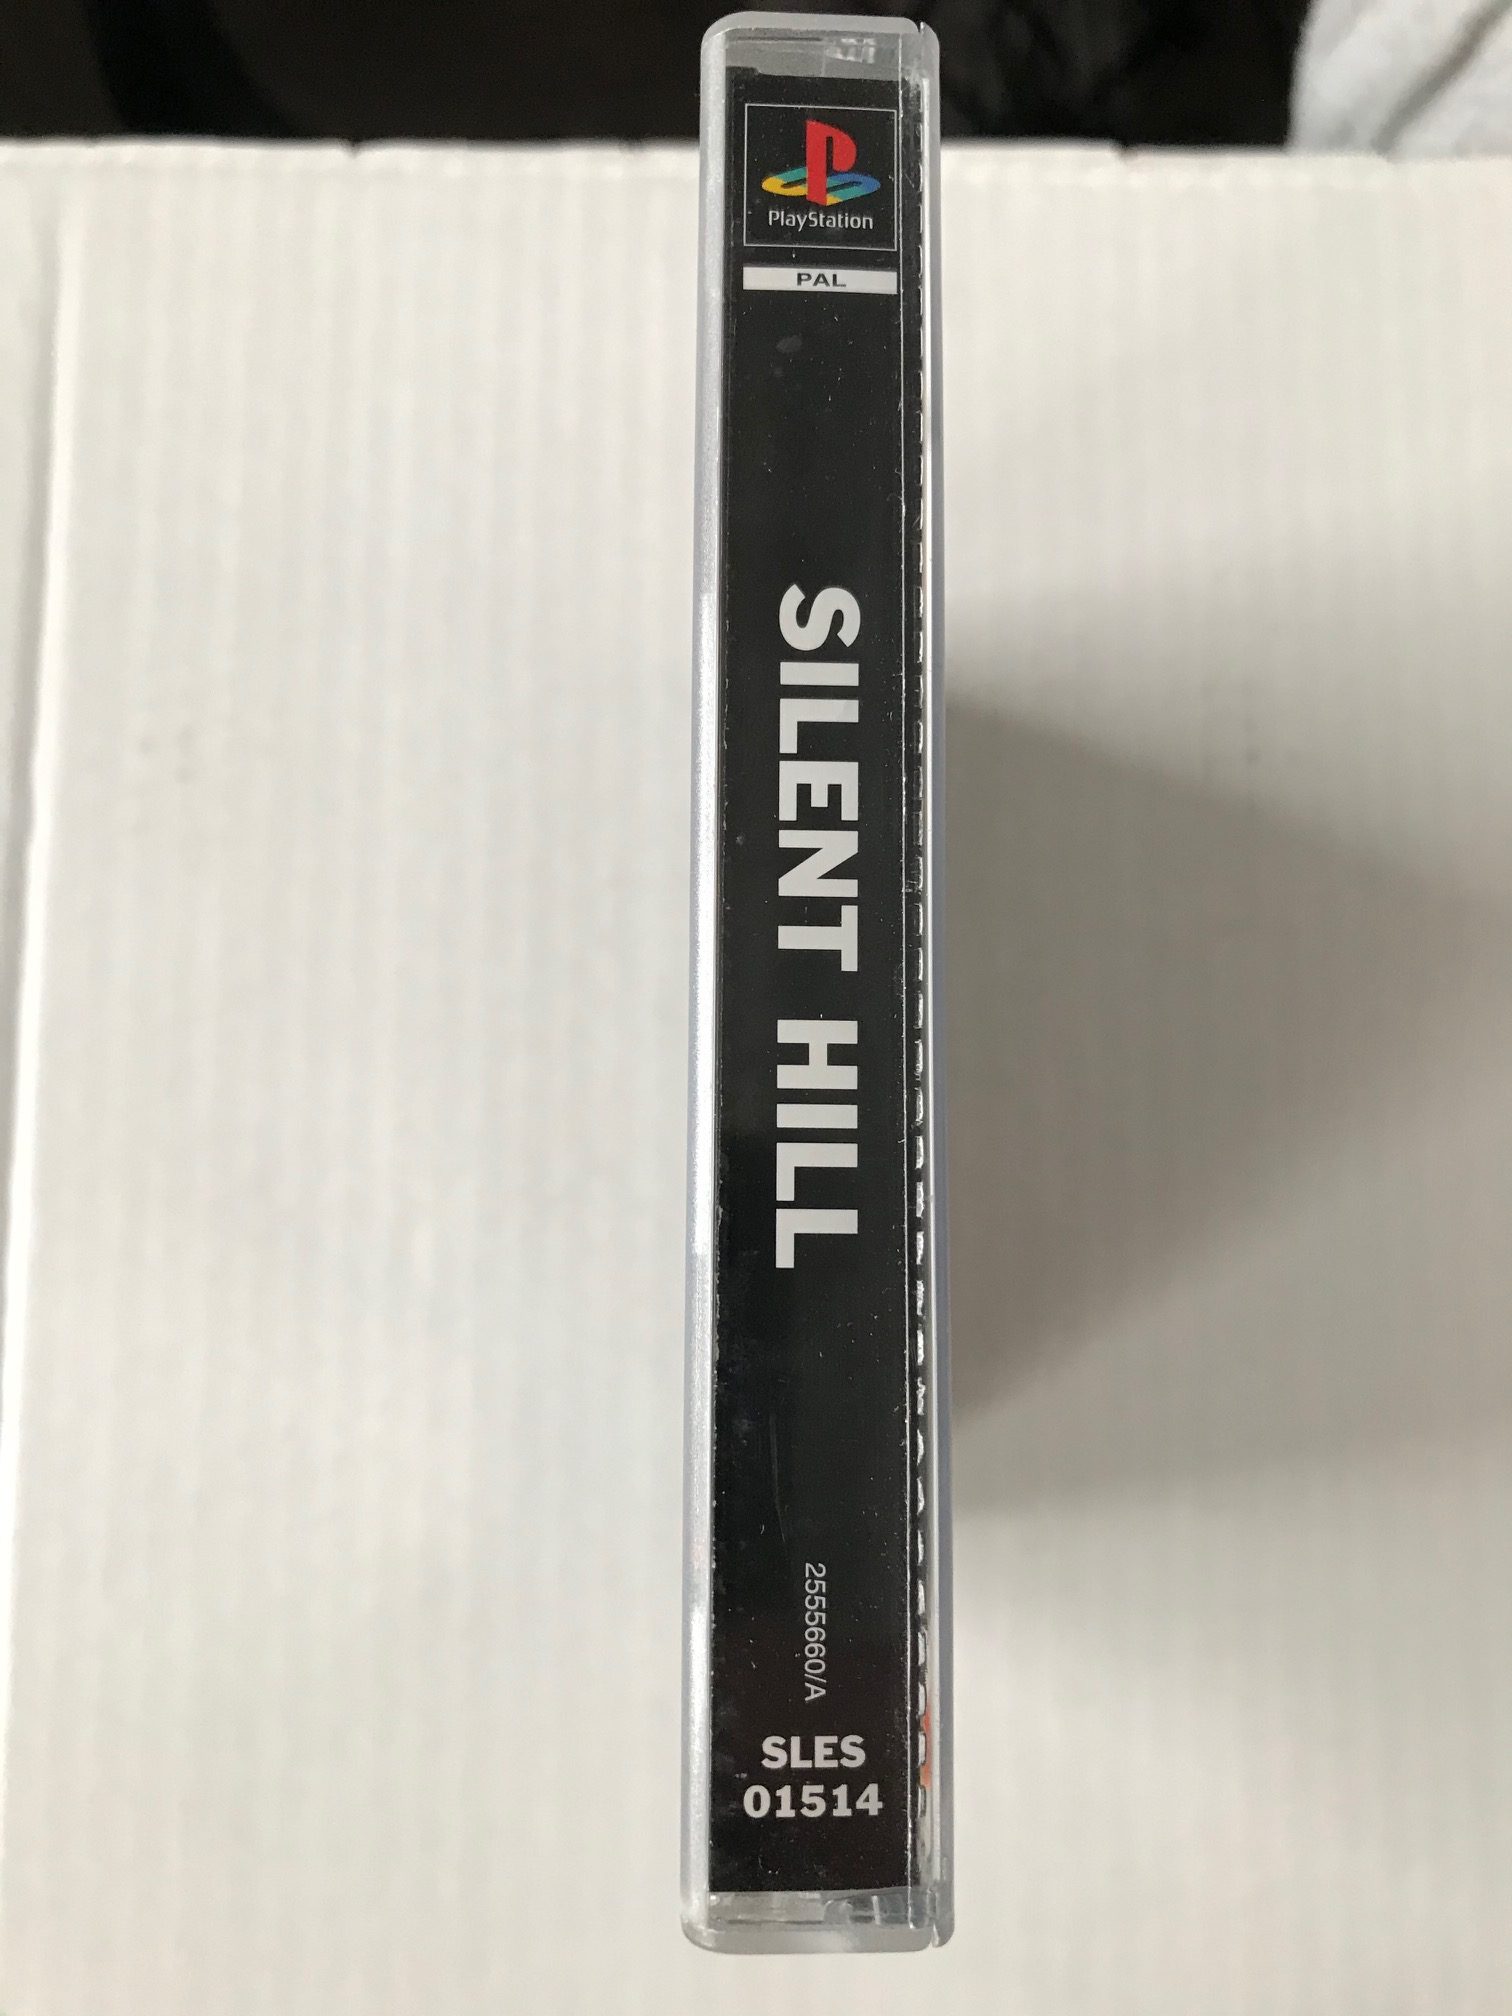 PlayStation
PAL
SILENT HILL
2555660/A
SLES
01514